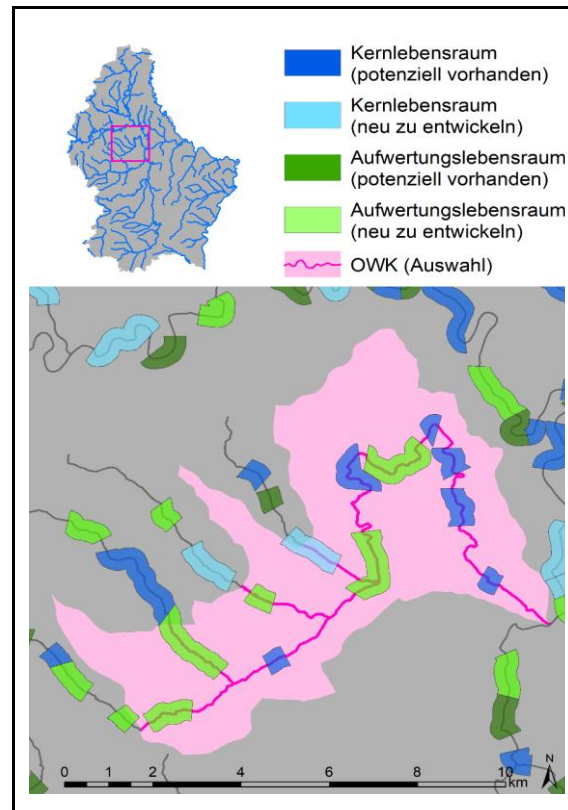 Kernlebensraum
(potenziell vorhanden)
Kernlebensraum
(neu zu entwickeln)
Aufwertungslebensraum
(potenziell vorhanden)
Aufwertungslebensraum
(neu zu entwickeln)
OWK (Auswahl)
N
0 1 2 4 6 8 10
km